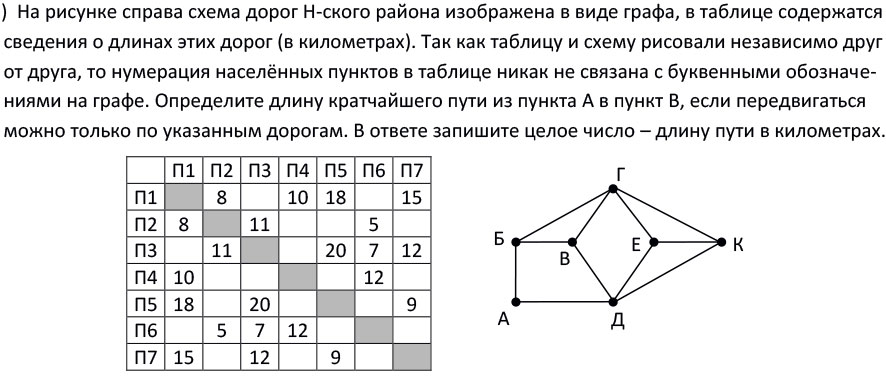 ) На рисунке справа схема дорог Н-ского района изображена в виде графа, в таблице содержатся
сведения о длинах этих дорог (в километрах). Так как таблицу и схему рисовали независимо друг
от друга, то нумерация населённых пунктов в таблице никак не связана с буквенными обозначе-
ниями на графе. Определите длину кратчайшего пути из пункта А в пункт В, если передвигаться
можно только по указанным дорогам. В ответе запишите целое число – длину пути в километрах.
П1 П2 П3 П4 П5 П6 П7
П1 8 10 18 15
П2 8 11 5
П3 11 20 7 12
П4 10 12
П5 18 20 9
П6 5 7 12
П7 15 12 9
Г
Б В Е К
А Д